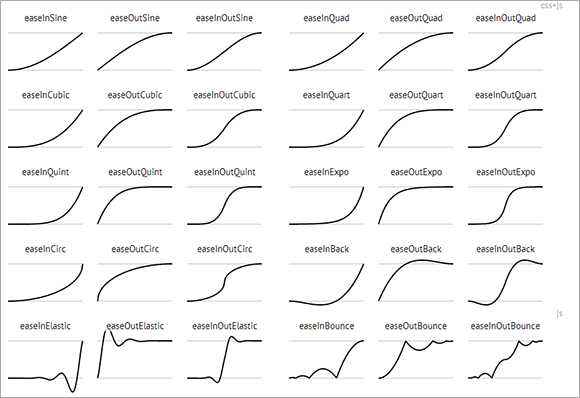 css+js
easeInSine easeOutSine easeInOutSine easeInQuad easeOutQuad easeInOutQuad
easeInCubic easeOutCubic easeInOutCubic easeInQuart easeOutQuart easeInOutQuart
easeInQuint easeOutQuint easeInOutQuint easeInExpo easeOutExpo easeInOutExpo
easeInCirc easeOutCirc easeInOutCirc easeInBack easeOutBack easeInOutBack
js
easeInElastic easeOutElastic easeInOutElastic easeInBounce easeOutBounce easeInOutBounce